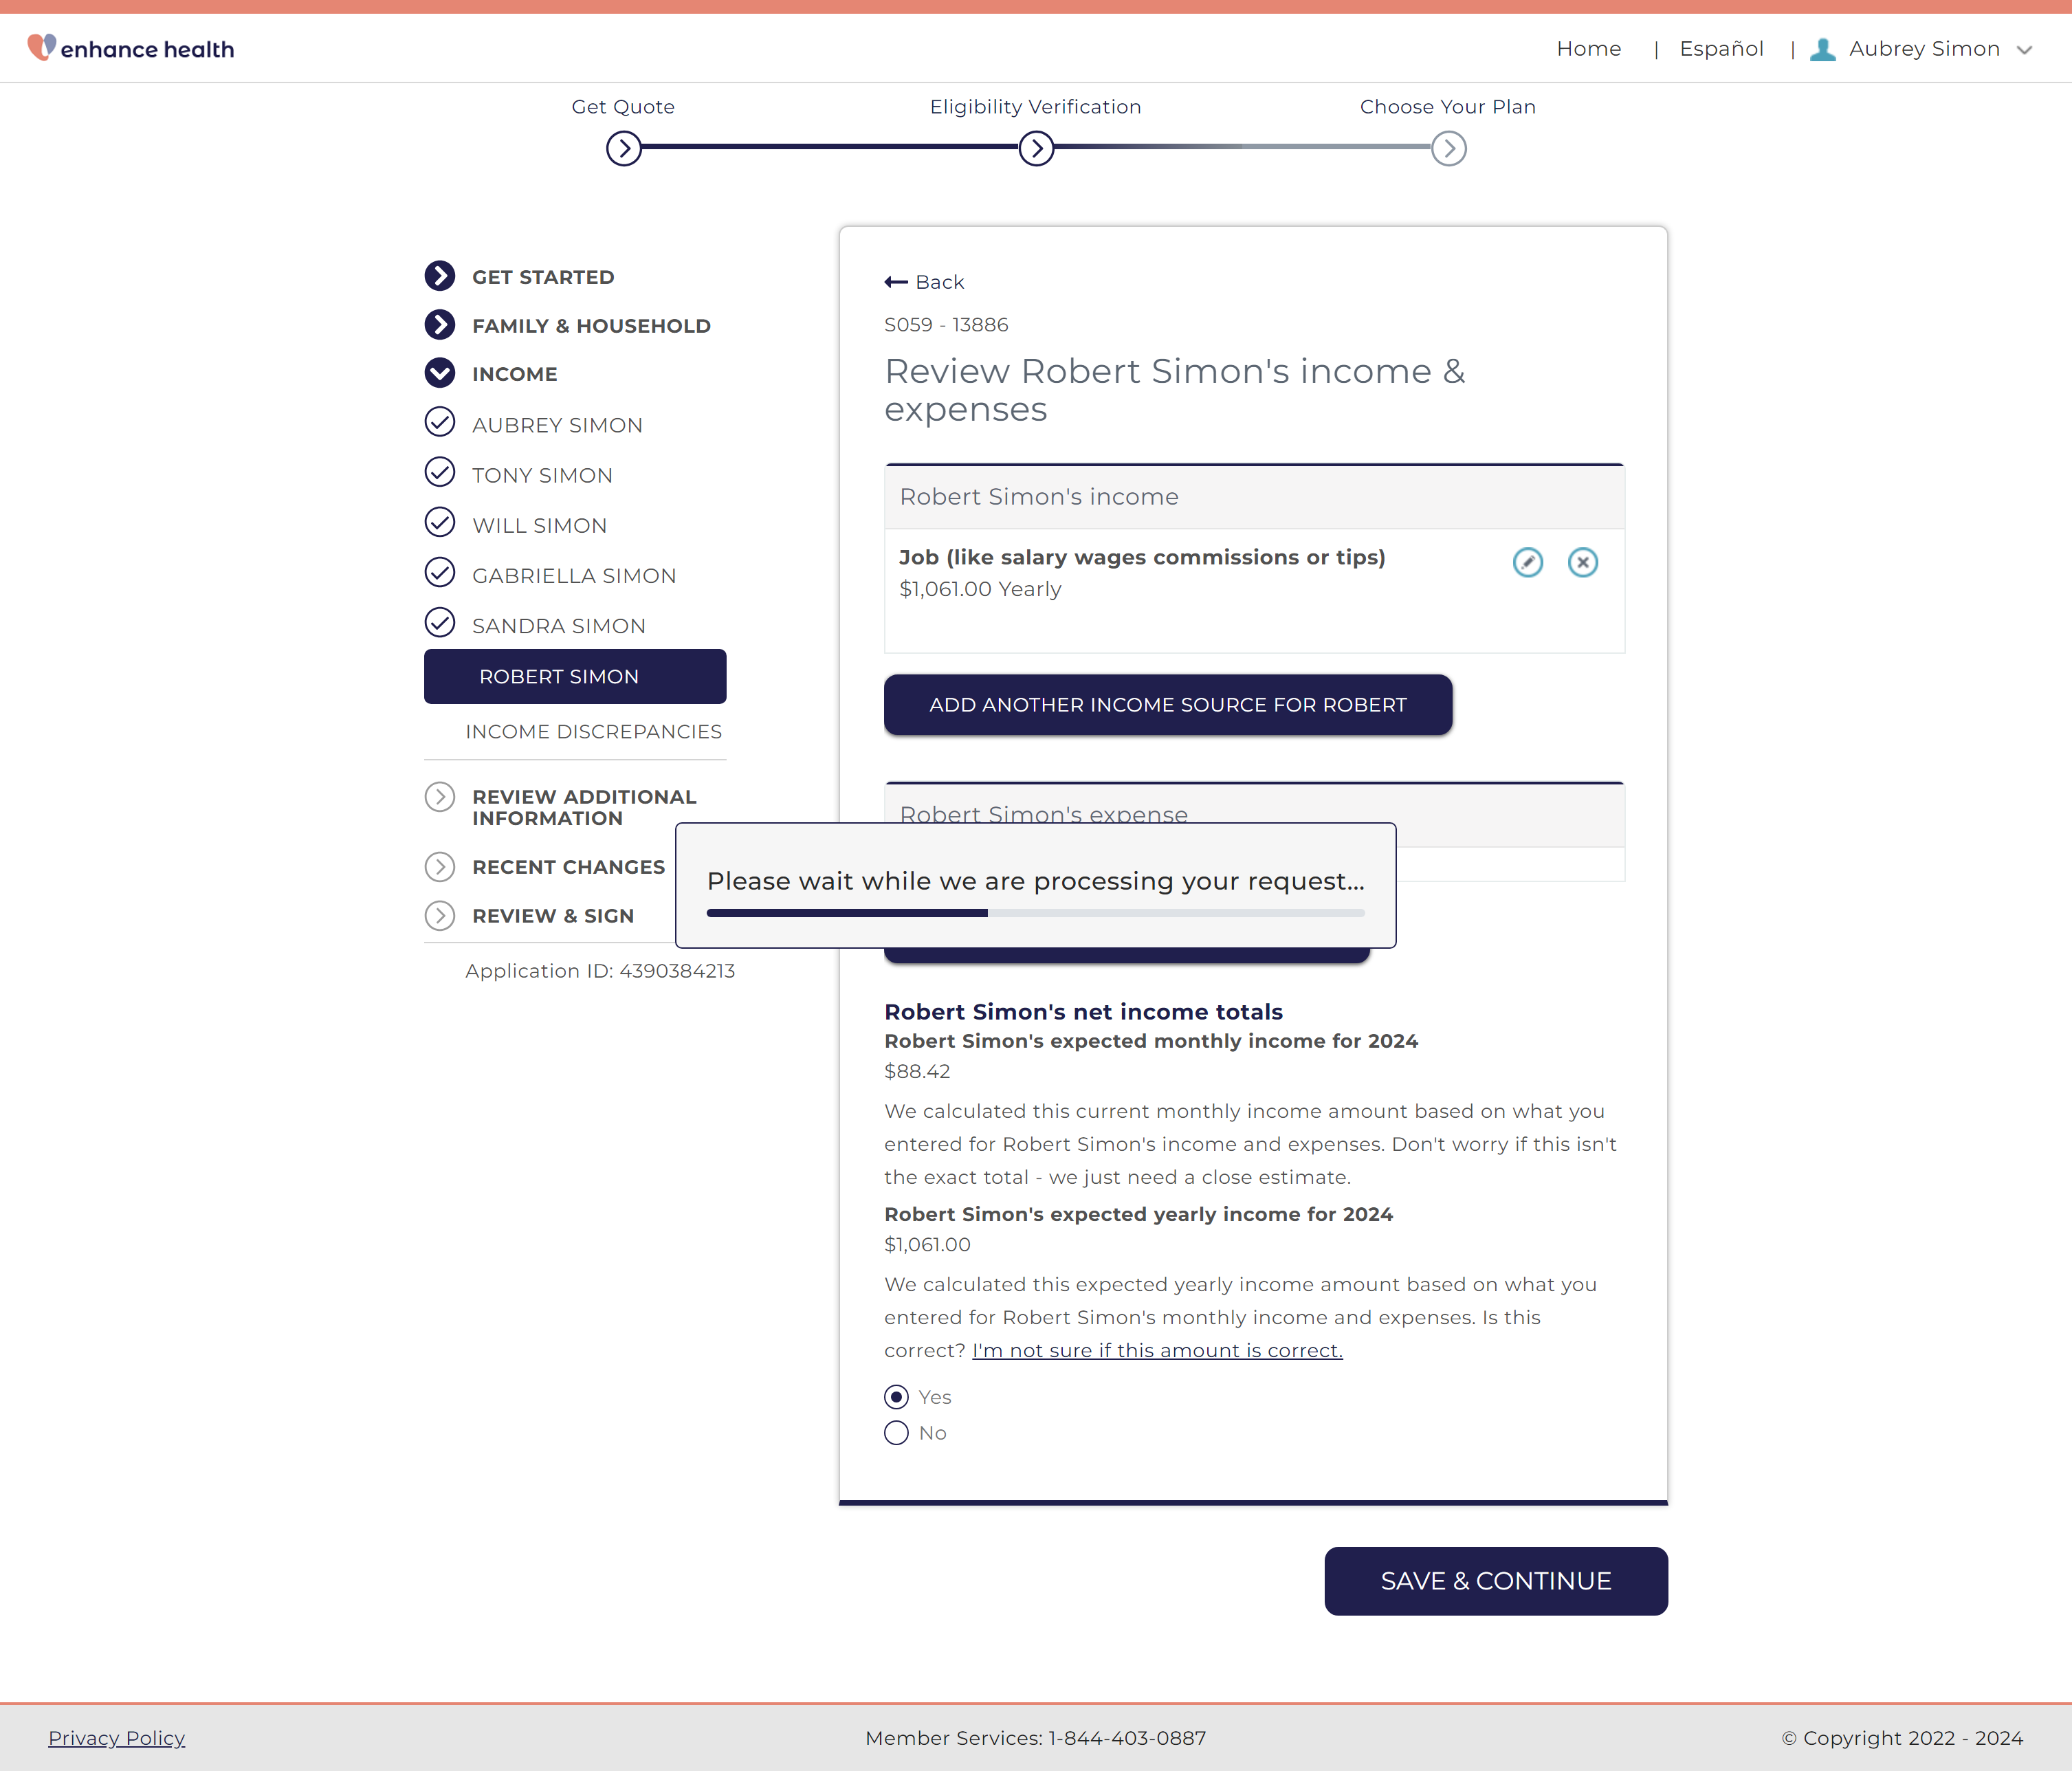 enhance health
Home | Español | Aubrey Simon
Get Quote
Eligibility Verification
Choose Your Plan
GET STARTED
FAMILY & HOUSEHOLD
INCOME
AUBREY SIMON
TONY SIMON
WILL SIMON
GABRIELLA SIMON
SANDRA SIMON
ROBERT SIMON
INCOME DISCREPANCIES
REVIEW ADDITIONAL
INFORMATION
RECENT CHANGES
REVIEW & SIGN
Application ID: 4390384213
Back
S059 - 13886
Review Robert Simon's income &
expenses
Robert Simon's income
Job (like salary wages commissions or tips)
$1,061.00 Yearly
ADD ANOTHER INCOME SOURCE FOR ROBERT
Robert Simon's expense
Please wait while we are processing your request...
Robert Simon's net income totals
Robert Simon's expected monthly income for 2024
$88.42
We calculated this current monthly income amount based on what you
entered for Robert Simon's income and expenses. Don't worry if this isn't
the exact total - we just need a close estimate.
Robert Simon's expected yearly income for 2024
$1,061.00
We calculated this expected yearly income amount based on what you
entered for Robert Simon's monthly income and expenses. Is this
correct? I'm not sure if this amount is correct.
Yes
No
SAVE & CONTINUE
Privacy Policy
Member Services: 1-844-403-0887
© Copyright 2022 - 2024